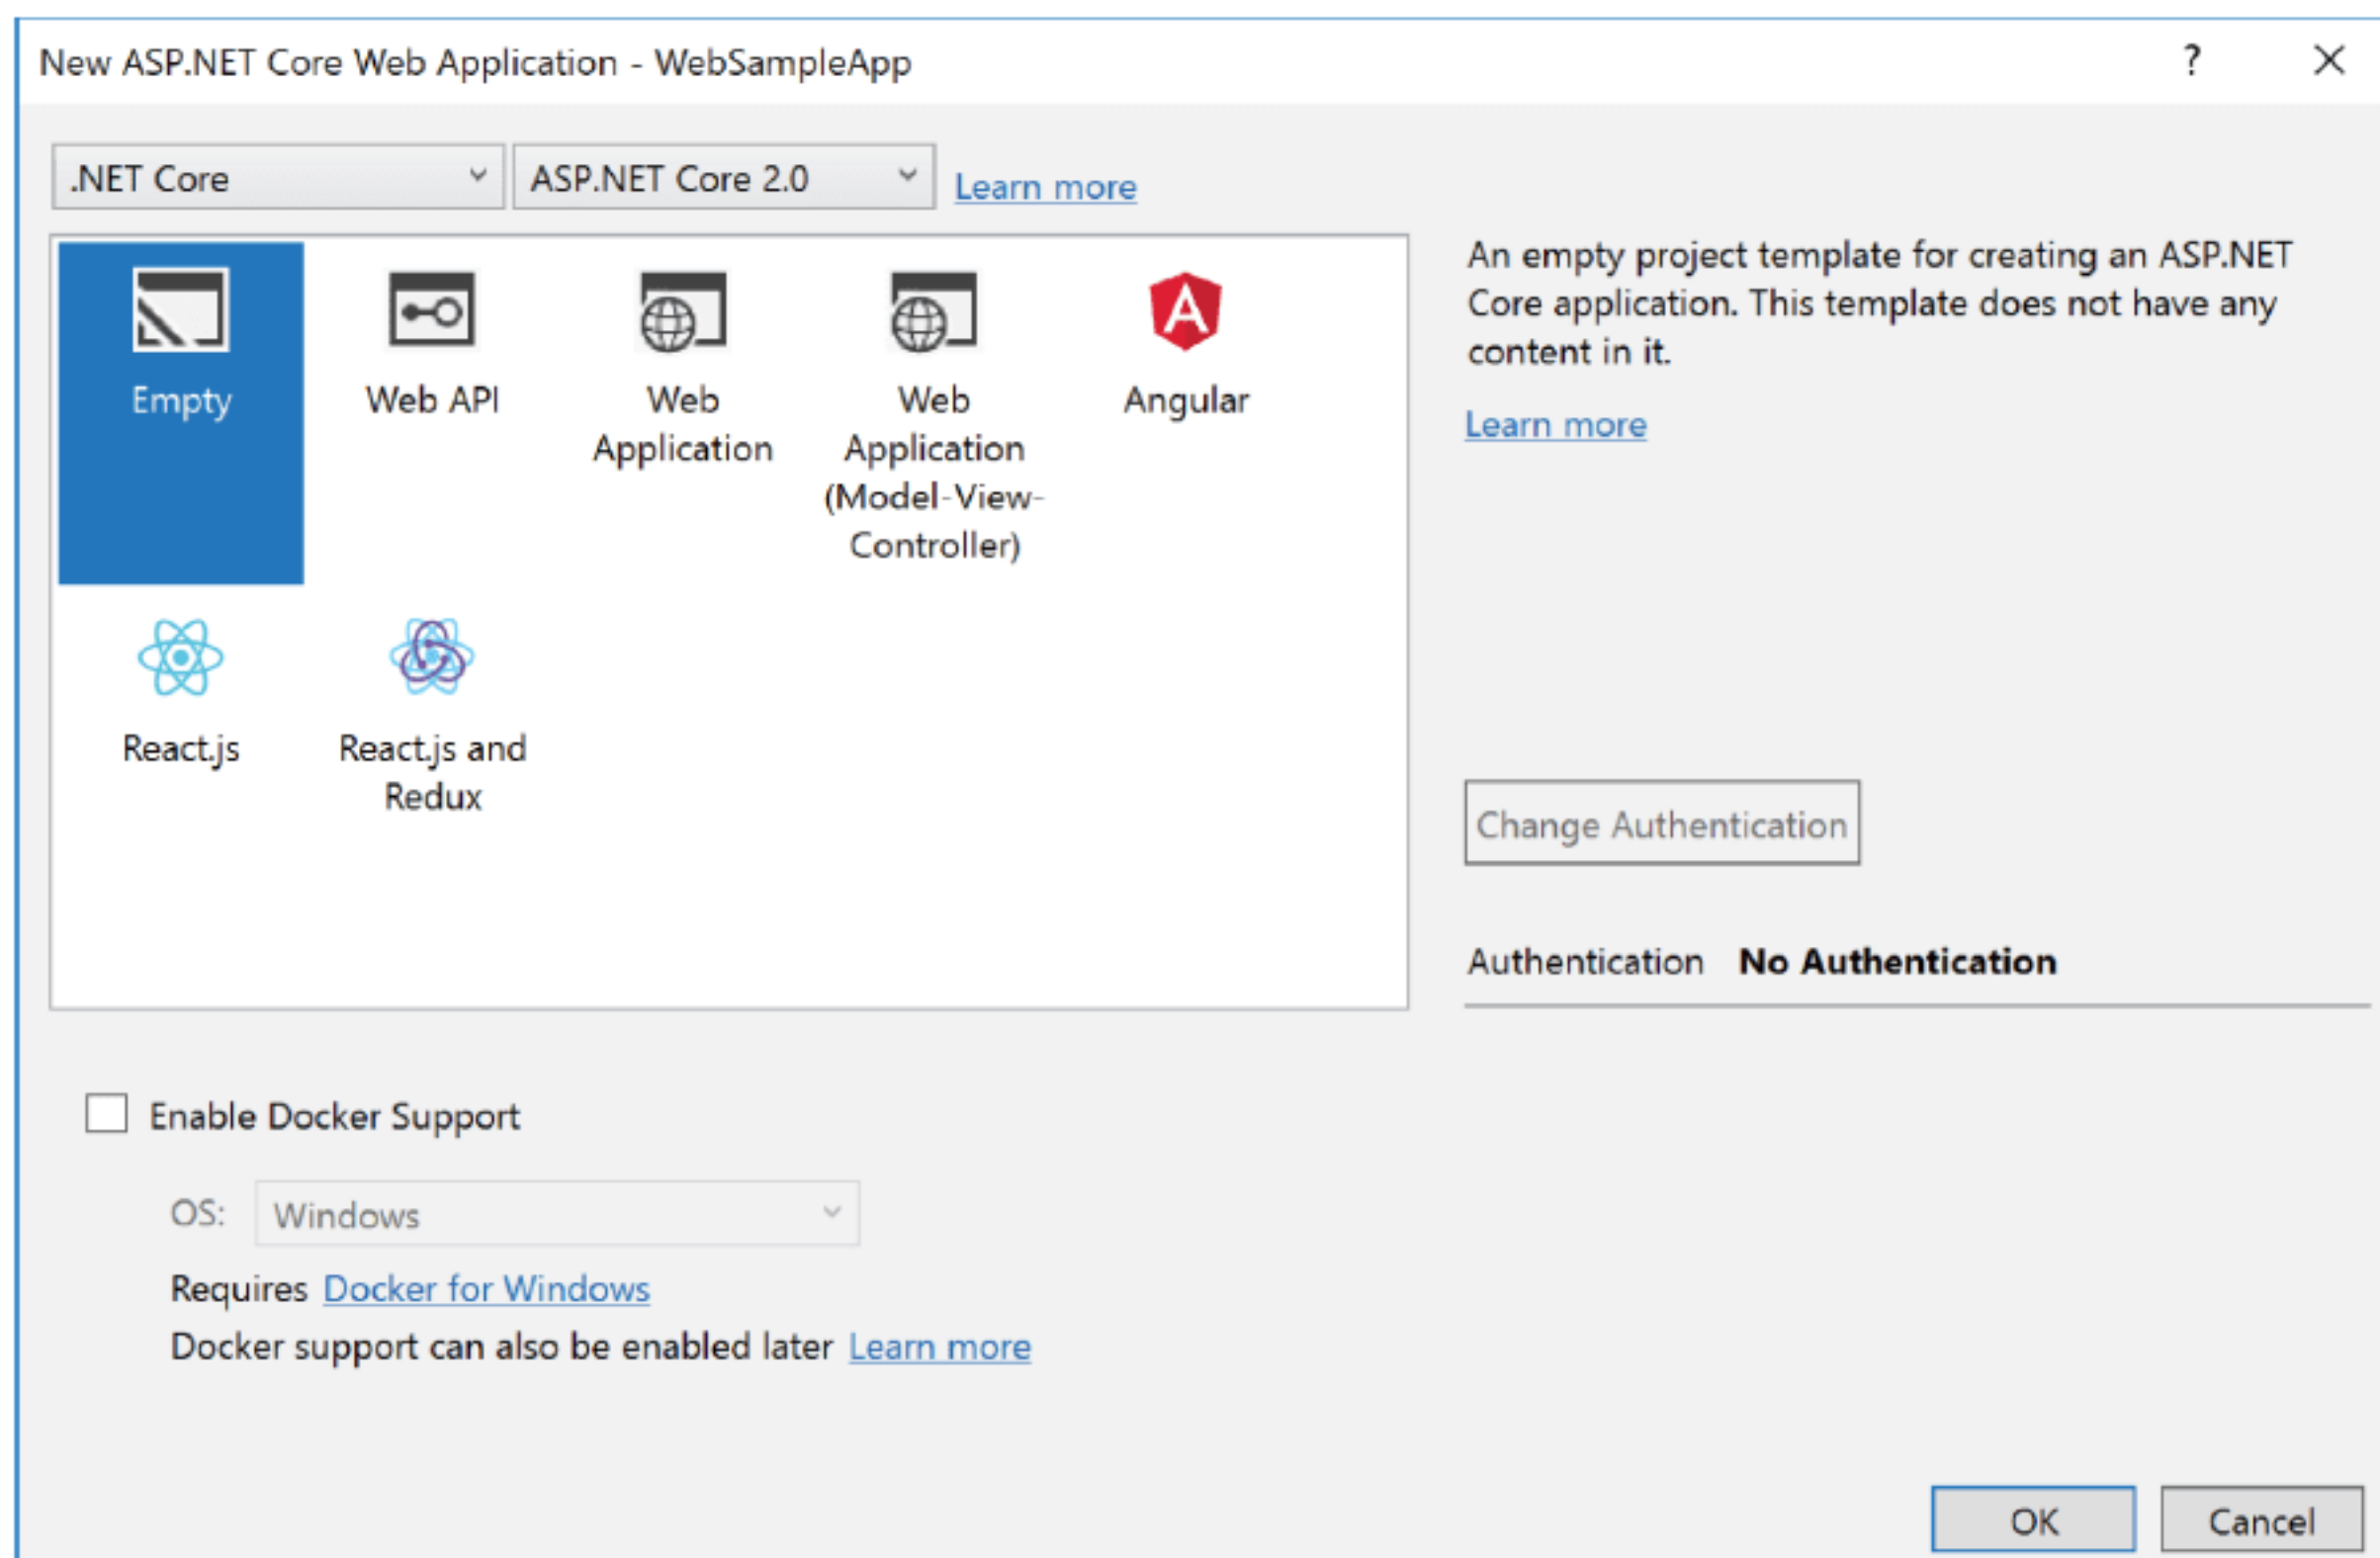 New ASP.NET Core Web Application - WebSampleApp
?
.NET Core
ASP.NET Core 2.0
Learn more
Empty
Web API
Web
Application
Web
Application
(Model-View-
Controller)
Angular
React.js
React.js and
Redux
An empty project template for creating an ASP.NET
Core application. This template does not have any
content in it.
Learn more
Change Authentication
Authentication No Authentication
Enable Docker Support
OS: Windows
Requires Docker for Windows
Docker support can also be enabled later Learn more
OK
Cancel